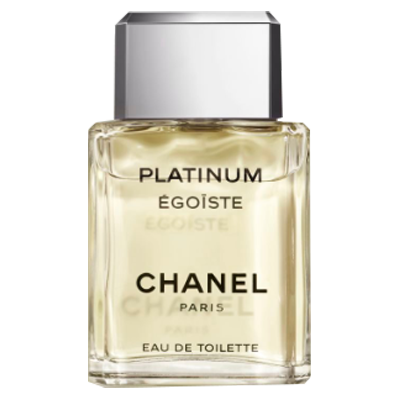 PLATINUM
ÉGOÏSTE
CHANEL
PARIS
EAU DE TOILETTE